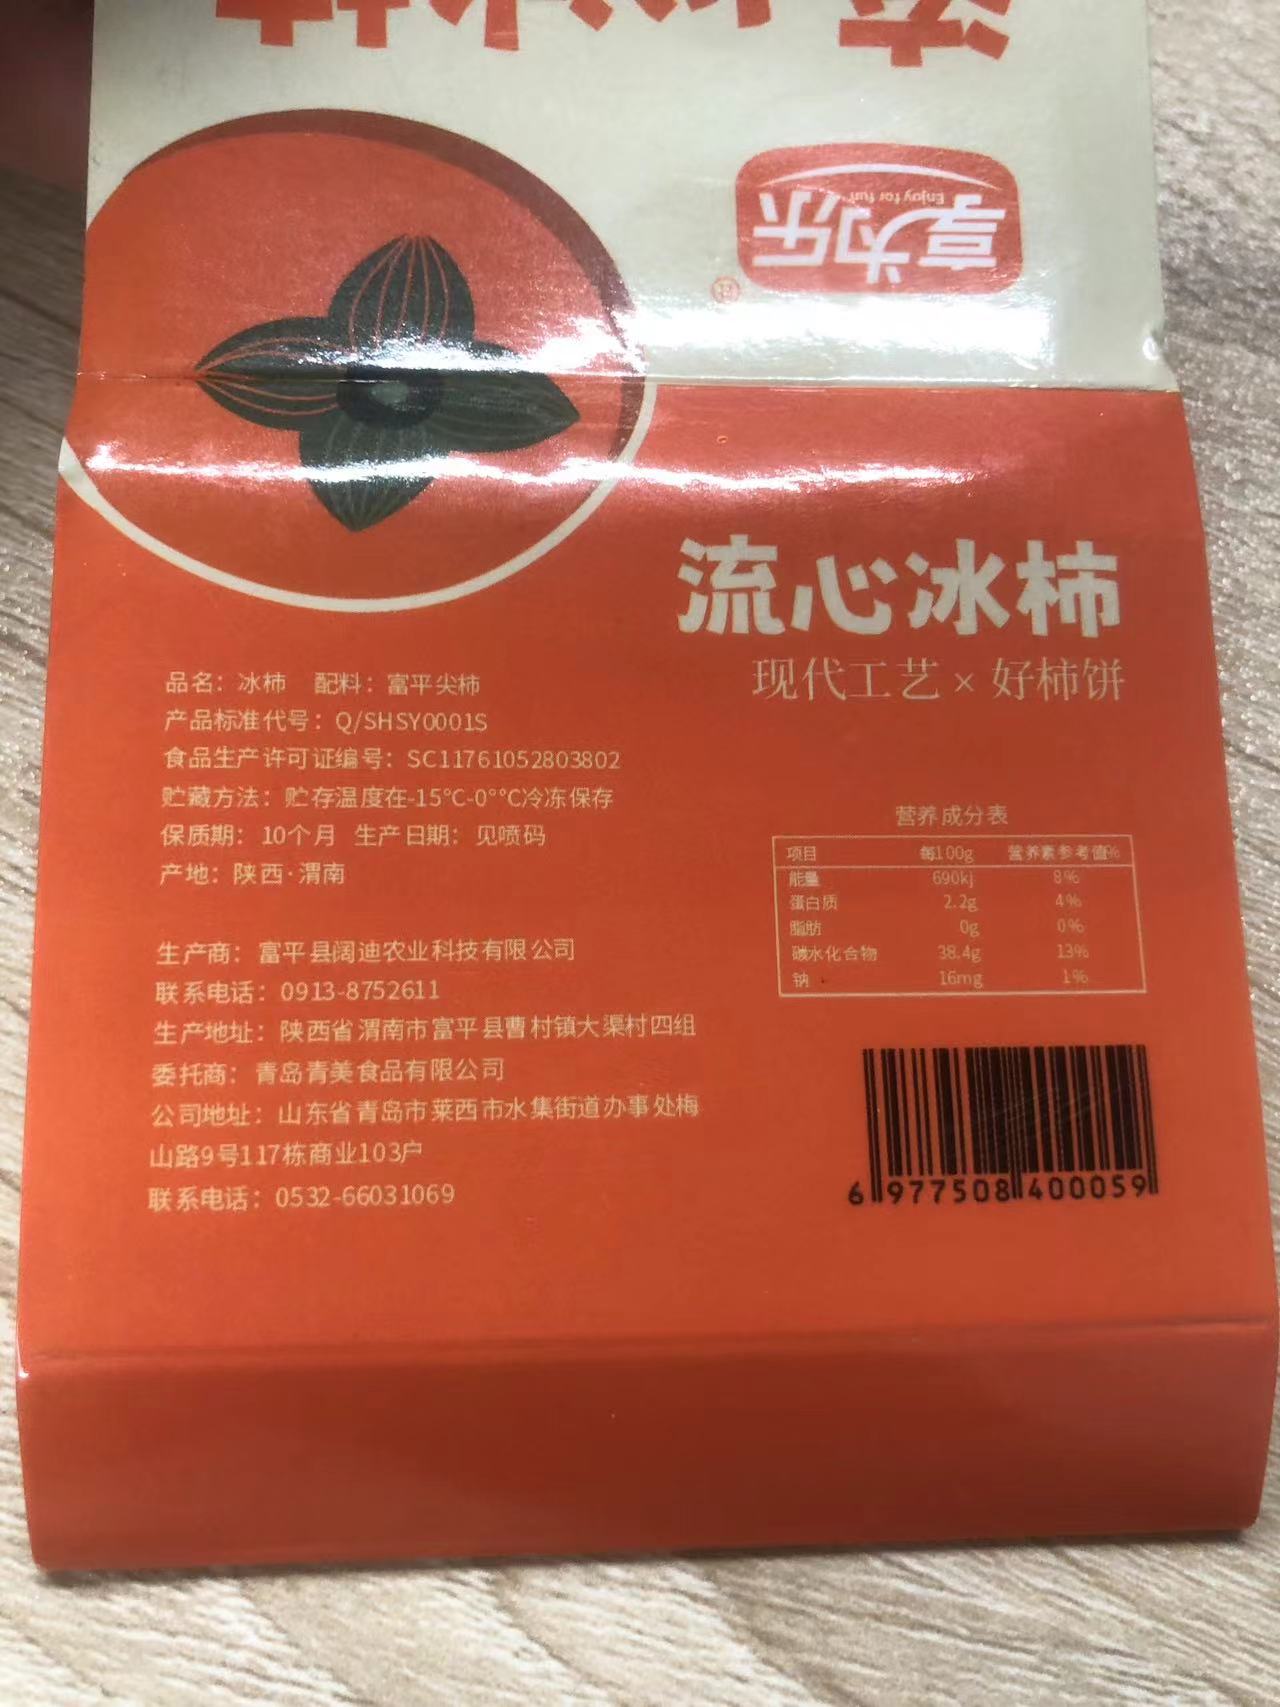 享为乐
Enjoy for fun
流心冰柿
现代工艺×好柿饼
品名：冰柿 配料：富平尖柿
产品标准代号：Q/SHSY0001S
食品生产许可证编号：SC11761052803802
贮藏方法：贮存温度在-15°C-0°°C冷冻保存
保质期：10个月 生产日期：见喷码
产地：陕西·渭南
生产商：富平县阔迪农业科技有限公司
联系电话：0913-8752611
生产地址：陕西省渭南市富平县曹村镇大渠村四组
委托商：青岛青美食品有限公司
公司地址：山东省青岛市莱西市水集街道办事处梅
山路9号117栋商业103户
联系电话：0532-66031069
营养成分表
项目 每100g 营养素参考值%
能量 690kj 8%
蛋白质 2.2g 4%
脂肪 0g 0%
碳水化合物 38.4g 13%
钠 16mg 1%
6 977508 400059